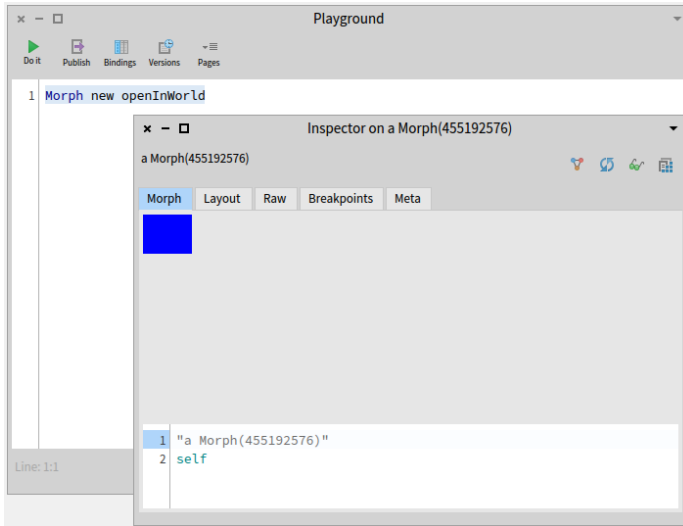 Playground
Do it Publish Bindings Versions Pages
1 Morph new openInWorld
Inspector on a Morph(455192576)
a Morph(455192576)
Morph Layout Raw Breakpoints Meta
1 "a Morph(455192576)"
2 self
Line: 1:1